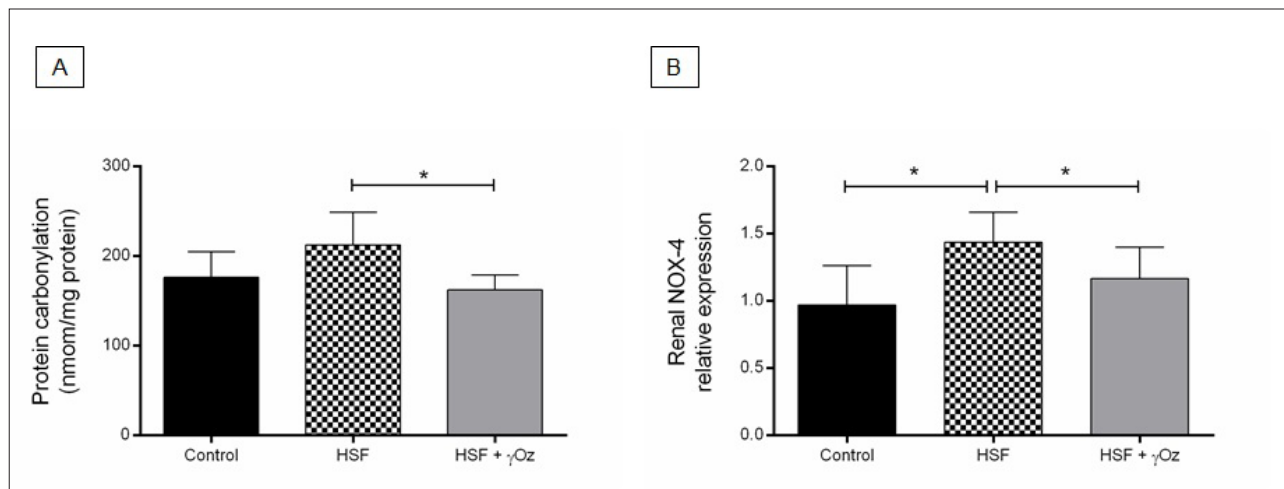 A
Protein carbonylation
(nmom/mg protein)
300
200
100
0
*
Control
HSF
HSF + γOz
B
Renal NOX-4
relative expression
2.0
1.5
1.0
0.5
0.0
*
*
Control
HSF
HSF + γOz